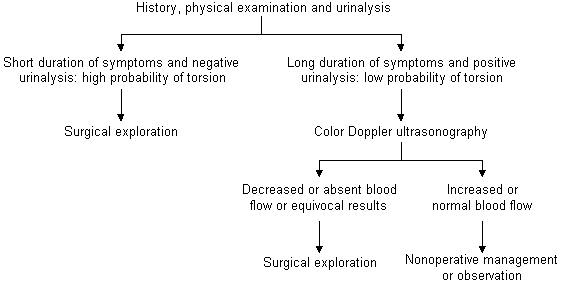 History, physical examination and urinalysis
Short duration of symptoms and negative
urinalysis: high probability of torsion
Long duration of symptoms and positive
urinalysis: low probability of torsion
Surgical exploration
Color Doppler ultrasonography
Decreased or absent blood
flow or equivocal results
Increased or
normal blood flow
Surgical exploration
Nonoperative management
or observation